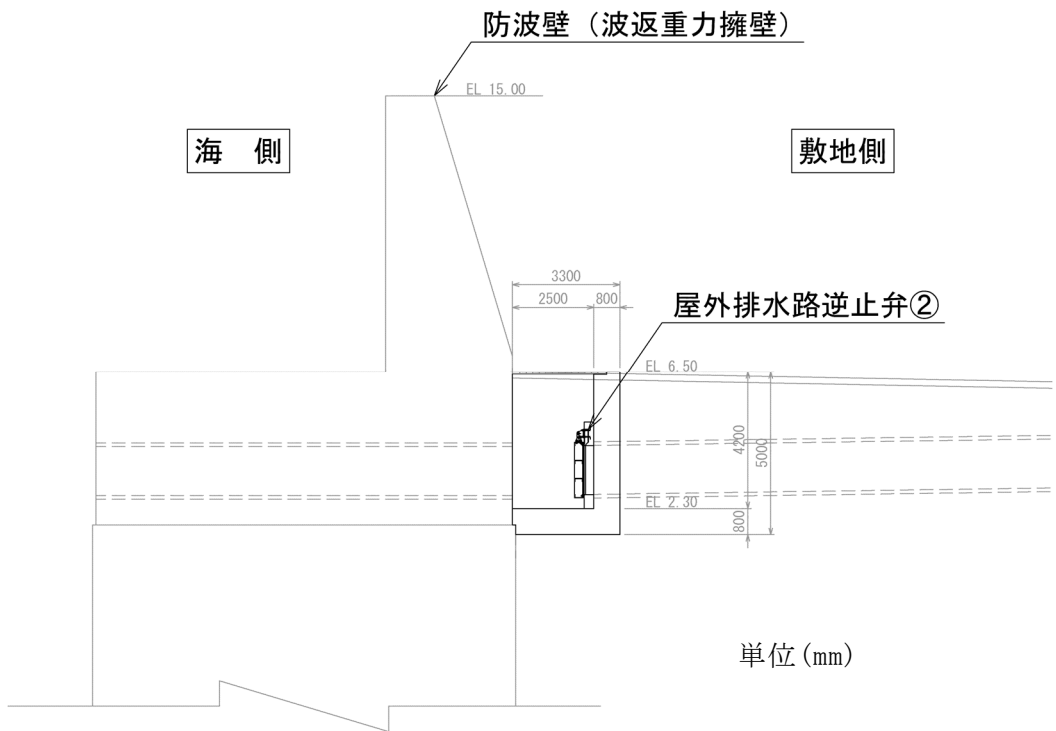 防波壁（波返重力擁壁）
EL 15.00
海　側
敷地側
3300
2500
800
屋外排水路逆止弁②
EL 6.50
4200
5000
EL 2.30
800
単位(mm)